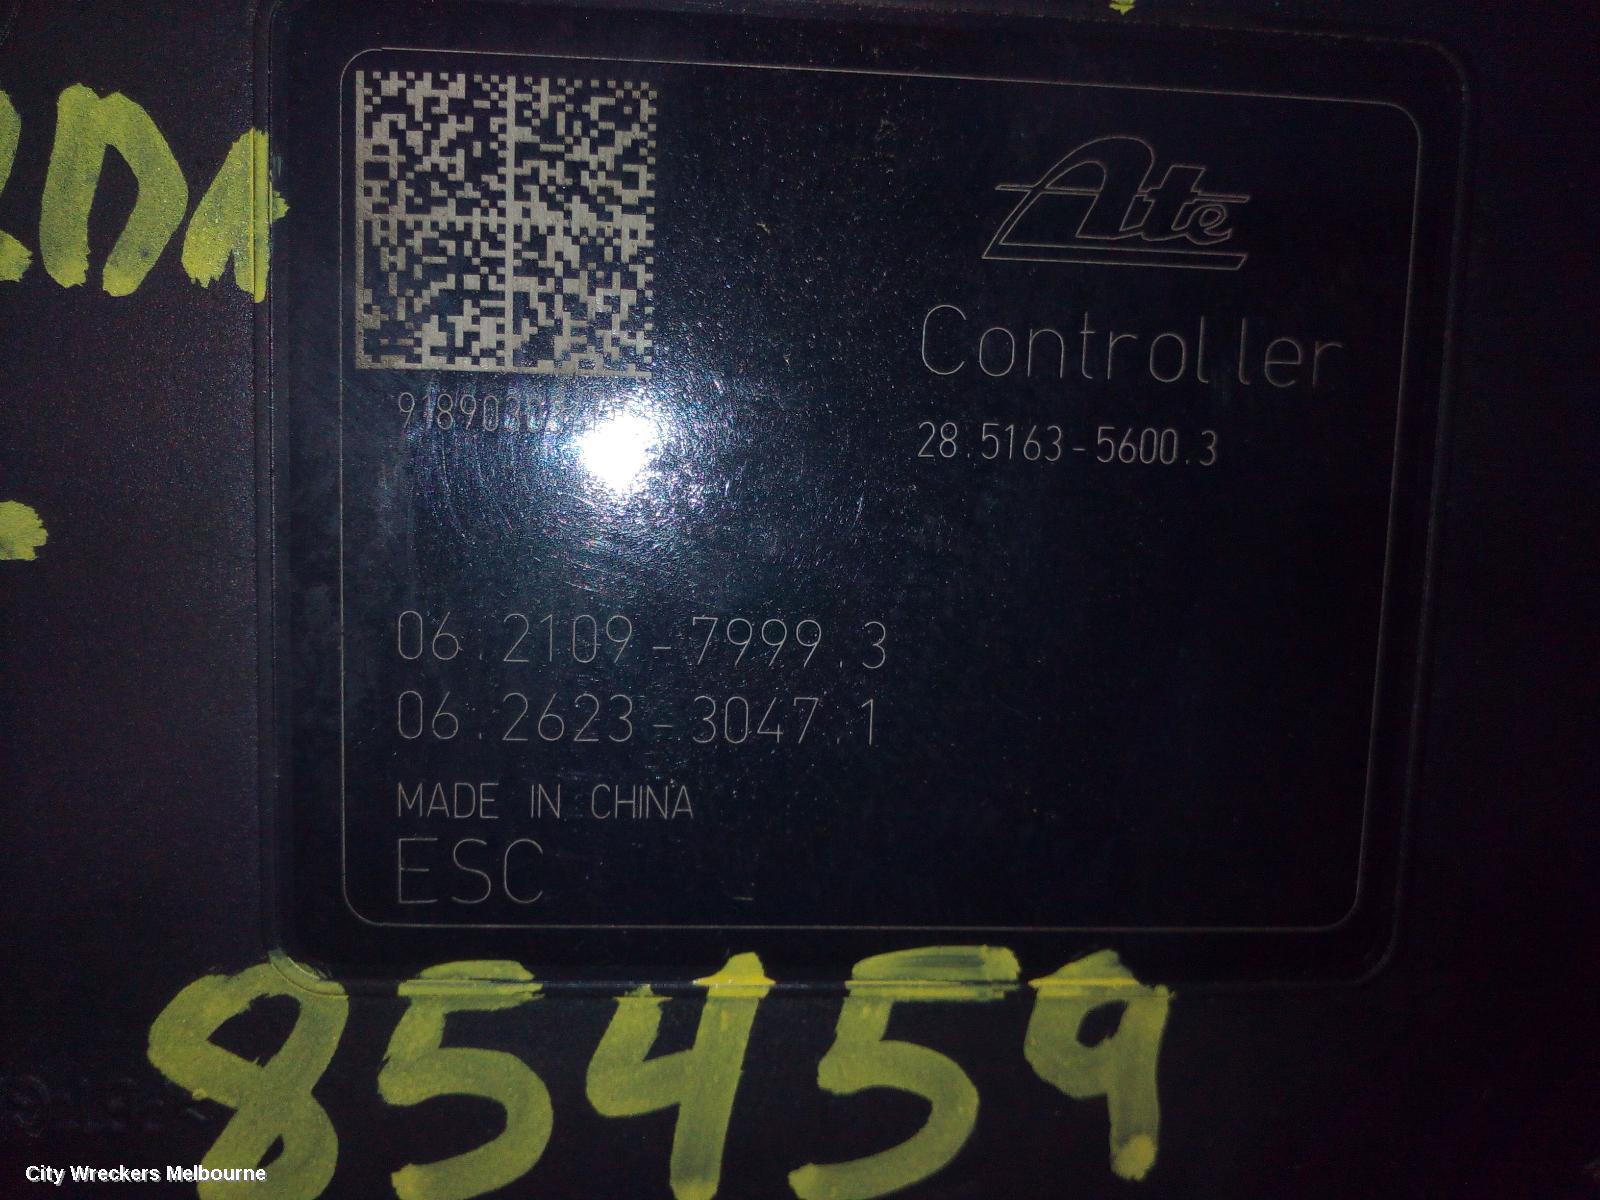 Ate
Controller
28.5163-5600.3
06.2109-7999.3
06.2623-3047.1
MADE IN CHINA
ESC
85459
City Wreckers Melbourne